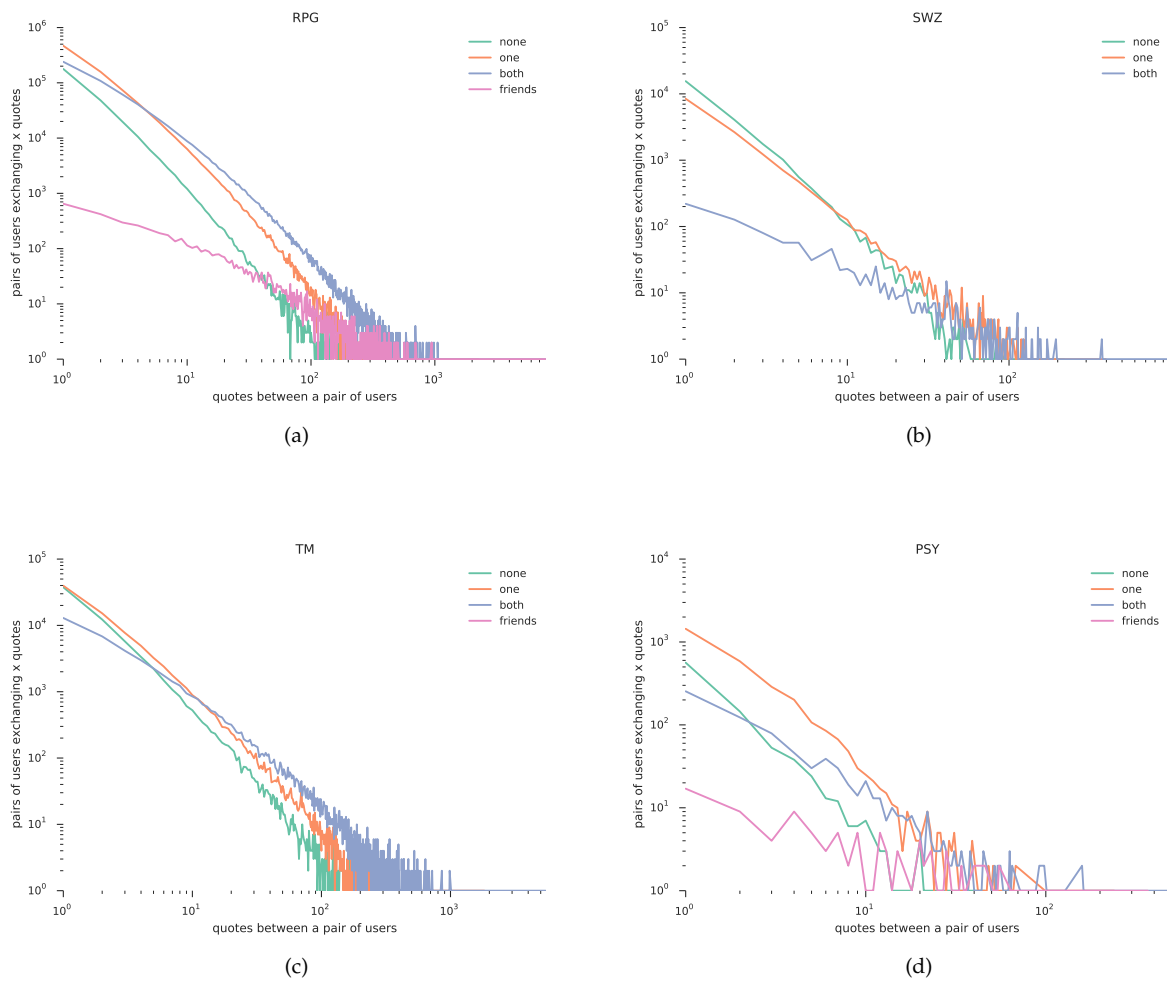 RPG
pairs of users exchanging x quotes
10^6
10^5
10^4
10^3
10^2
10^1
10^0
none
one
both
friends
10^0 10^1 10^2 10^3
quotes between a pair of users
(a)
SWZ
pairs of users exchanging x quotes
10^5
10^4
10^3
10^2
10^1
10^0
none
one
both
10^0 10^1 10^2
quotes between a pair of users
(b)
TM
pairs of users exchanging x quotes
10^5
10^4
10^3
10^2
10^1
10^0
none
one
both
friends
10^0 10^1 10^2 10^3
quotes between a pair of users
(c)
PSY
pairs of users exchanging x quotes
10^4
10^3
10^2
10^1
10^0
none
one
both
friends
10^0 10^1 10^2
quotes between a pair of users
(d)